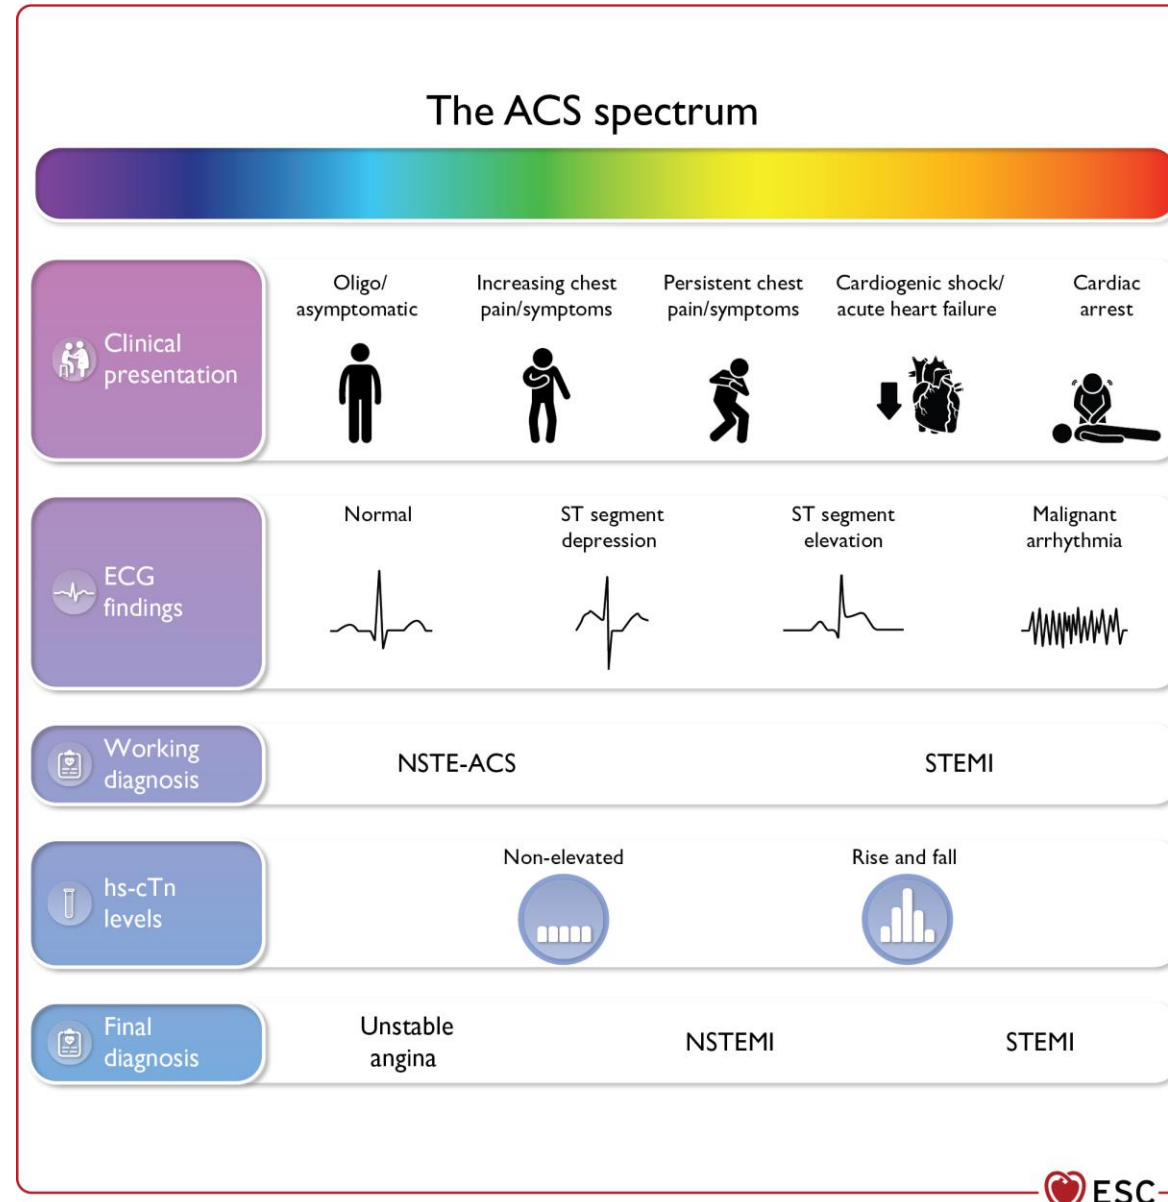 The ACS spectrum
Clinical
presentation
Oligo/
asymptomatic
Increasing chest
pain/symptoms
Persistent chest
pain/symptoms
Cardiogenic shock/
acute heart failure
Cardiac
arrest
ECG
findings
Normal
ST segment
depression
ST segment
elevation
Malignant
arrhythmia
Working
diagnosis
NSTE-ACS
STEMI
hs-cTn
levels
Non-elevated
Rise and fall
Final
diagnosis
Unstable
angina
NSTEMI
STEMI
ESC